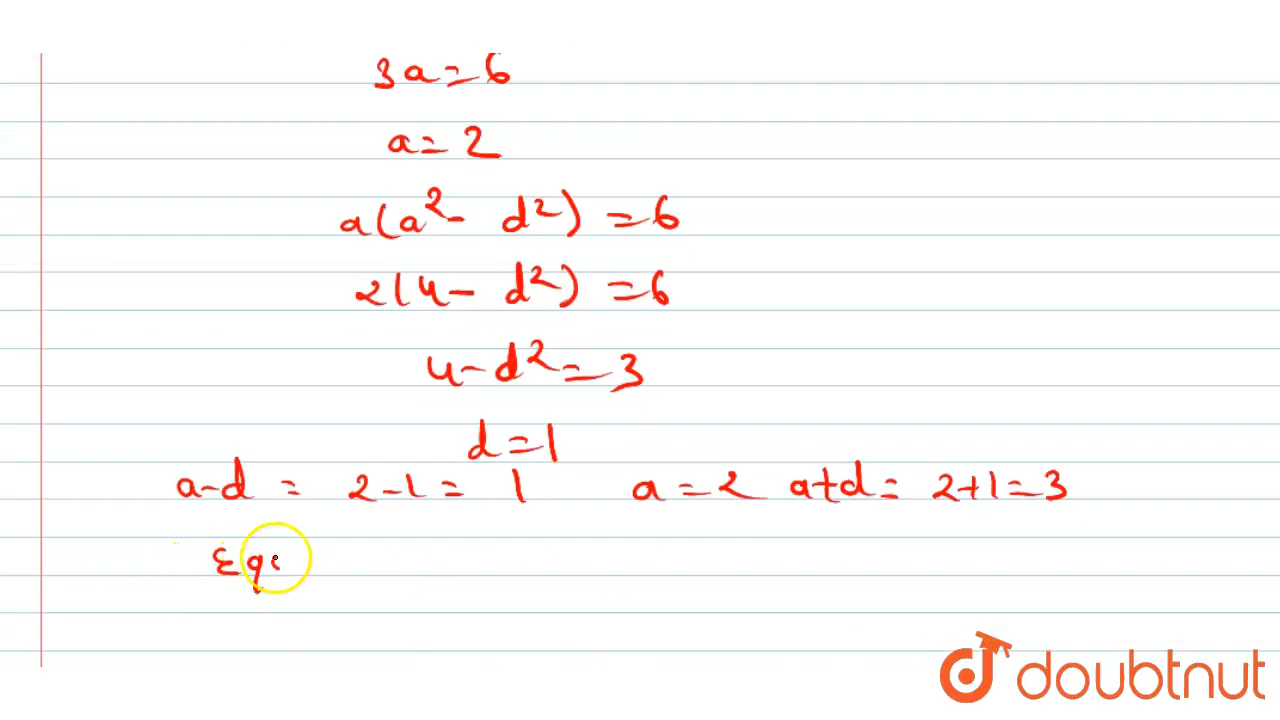 3a=6
a=2
a(a²- d²)=6
2(4- d²)=6
4-d²=3
d=1
a-d = 2-1= 1 a=2 a+d= 2+1=3
Eq
doubtnut